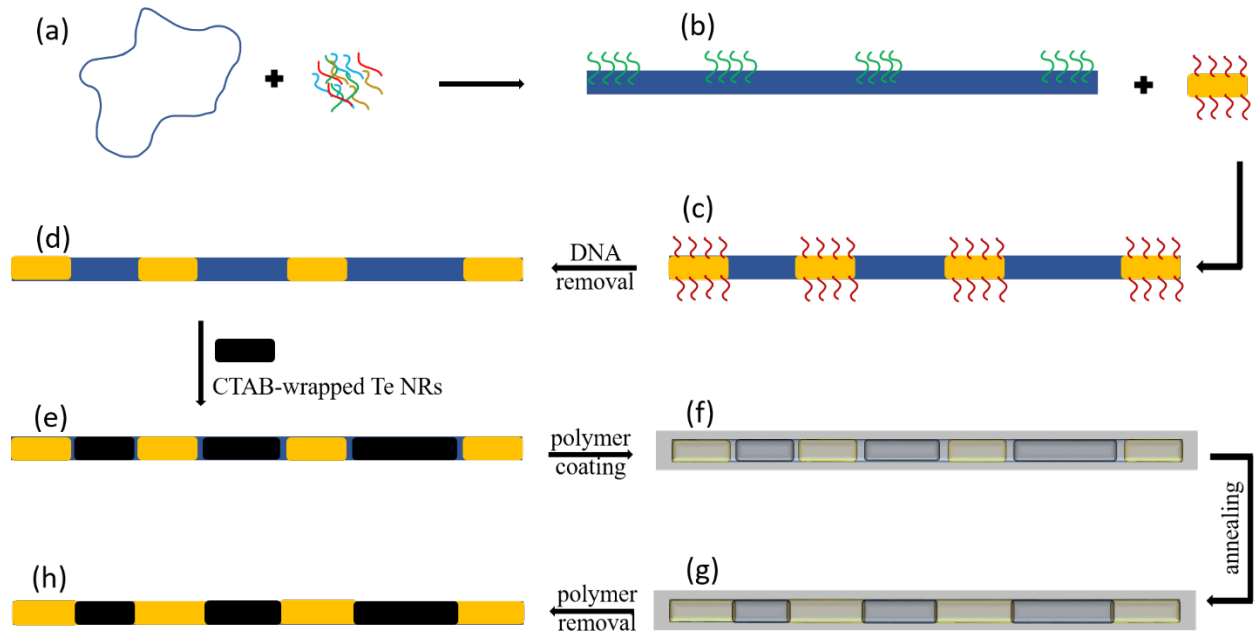 (a)
(b)
(c)
(d)
DNA
removal
CTAB-wrapped Te NRs
(e)
polymer
coating
(f)
annealing
(g)
polymer
removal
(h)